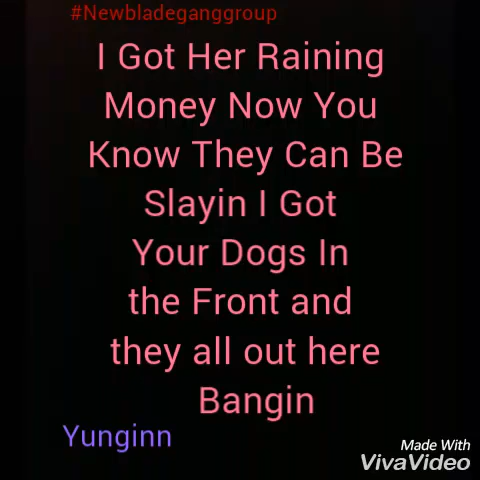 #Newbladeganggroup
I Got Her Raining
Money Now You
Know They Can Be
Slayin I Got
Your Dogs In
the Front and
they all out here
Bangin
Yunginn
Made With
VivaVideo